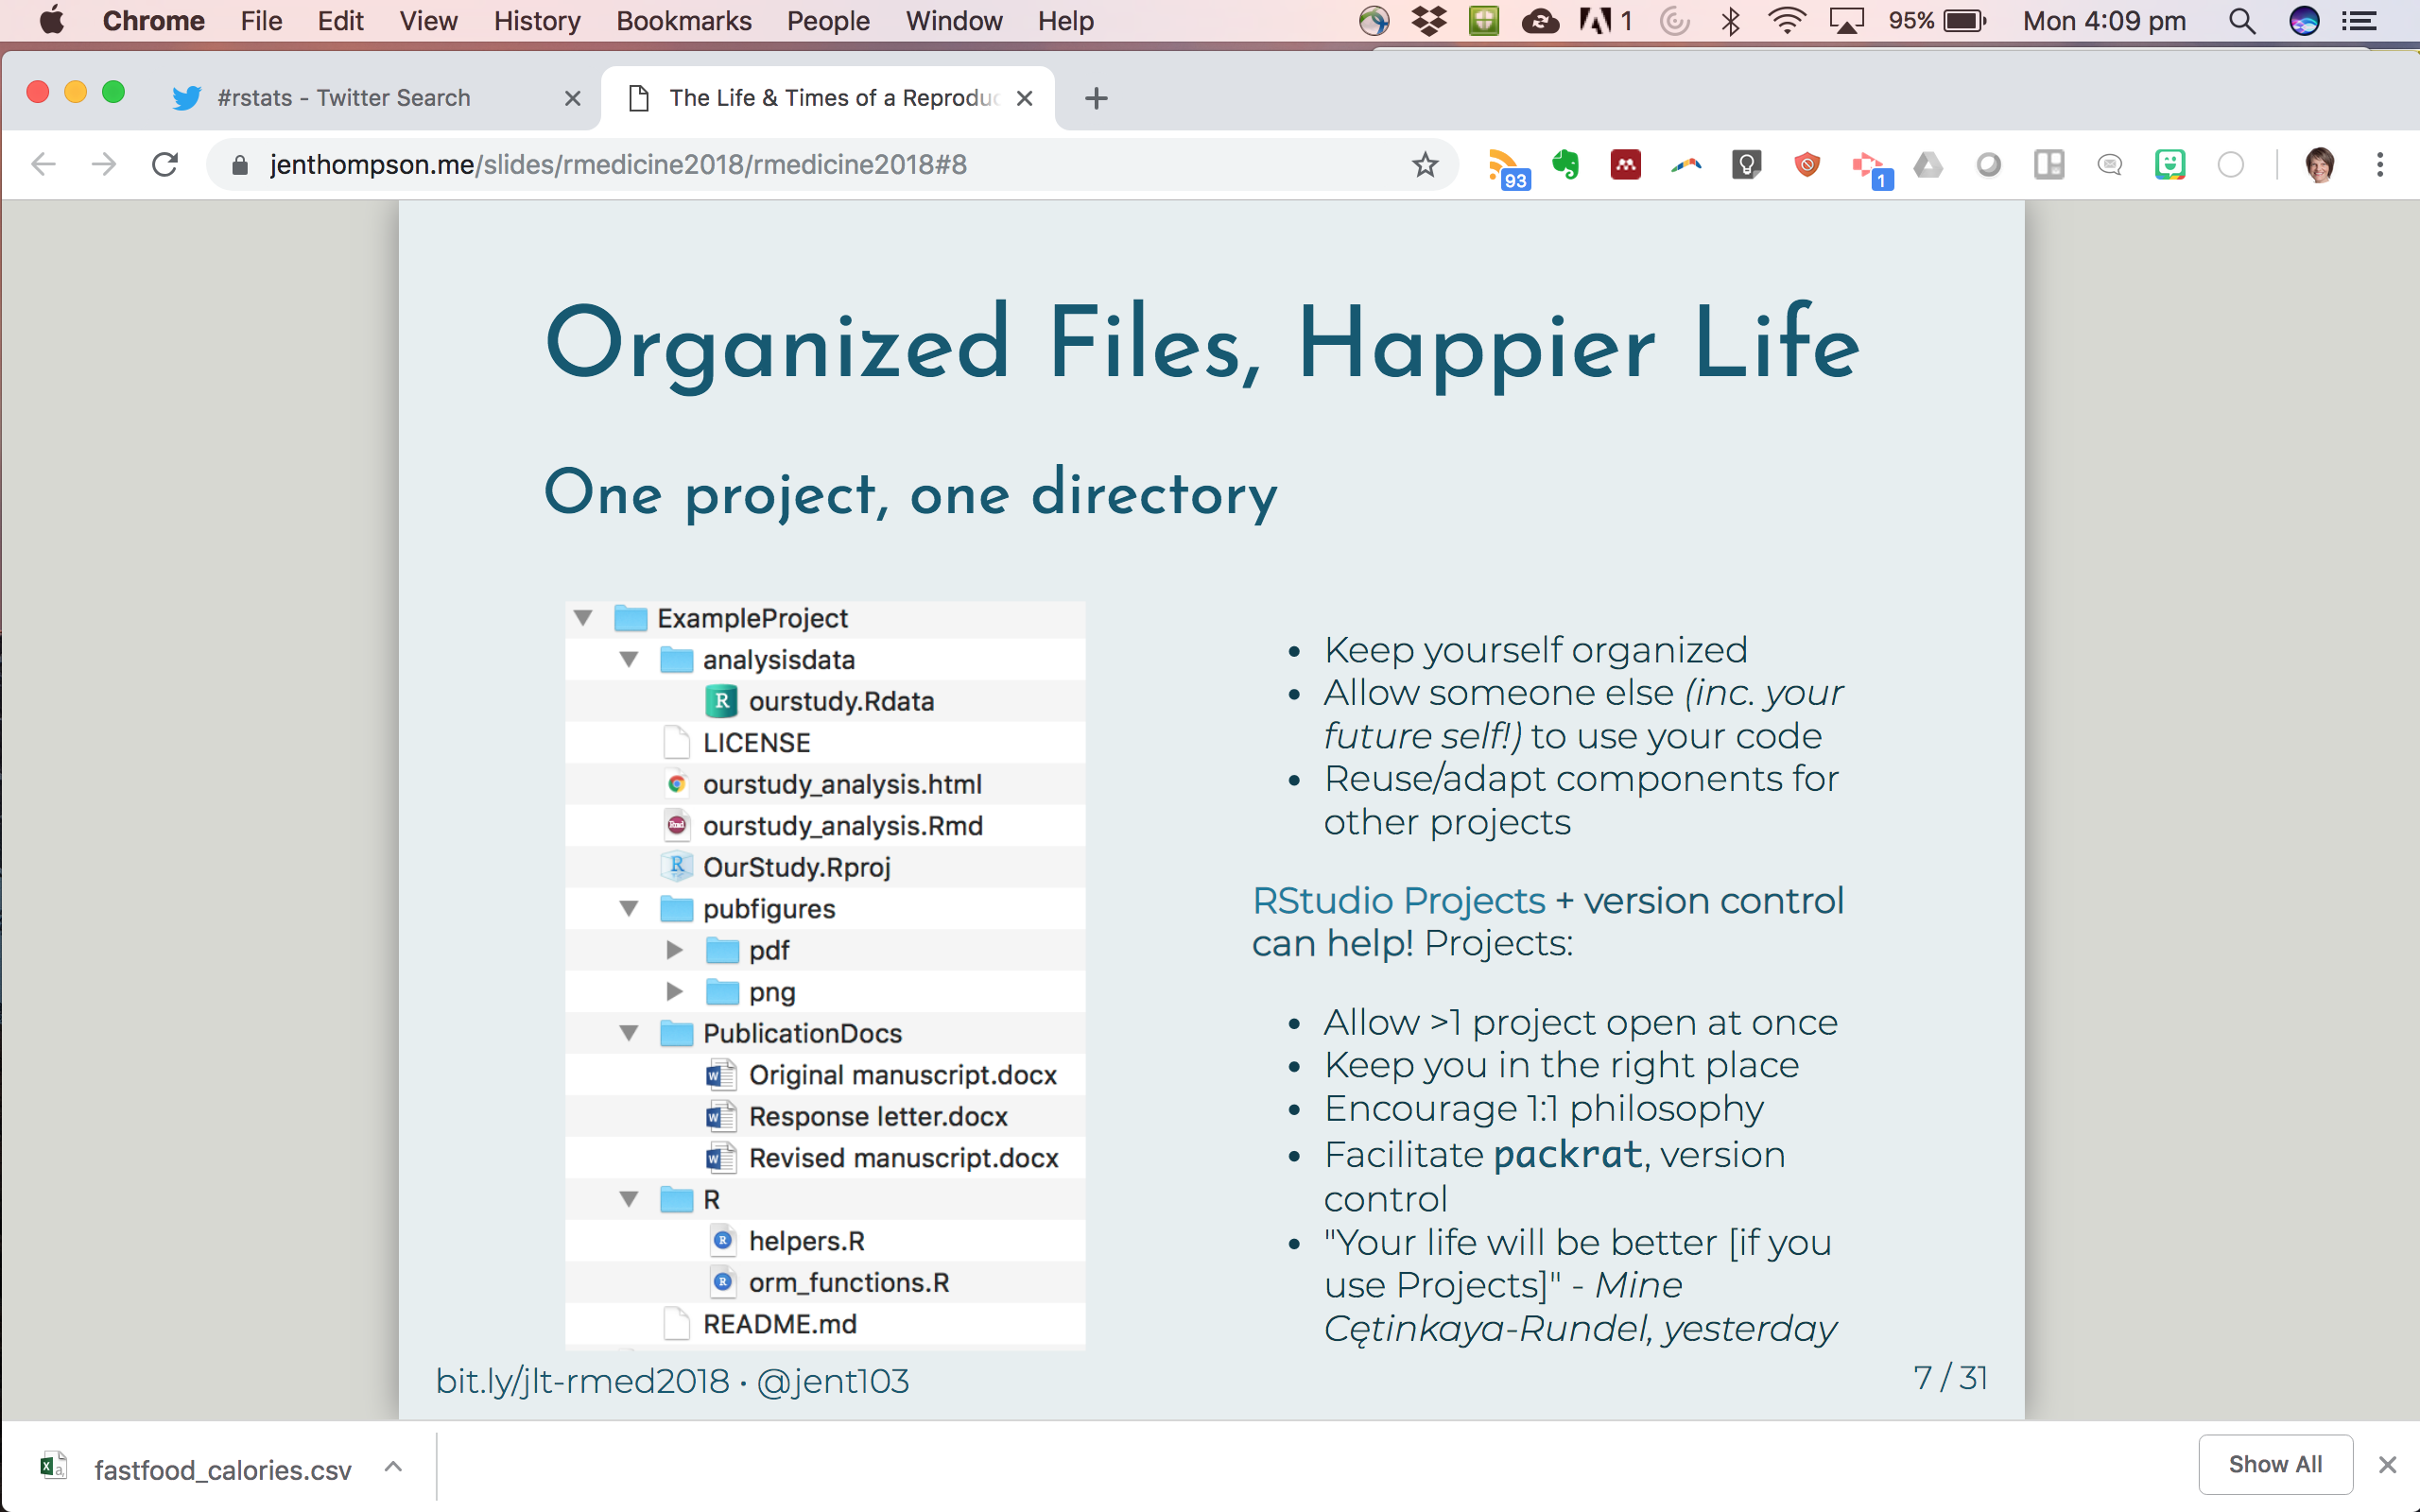 Chrome File Edit View History Bookmarks People Window Help 1 95% Mon 4:09 pm
#rstats - Twitter Search
The Life & Times of a Reproduc
jenthompson.me/slides/rmedicine2018/rmedicine2018#8
93
1
Organized Files, Happier Life
One project, one directory
ExampleProject
analysisdata
ourstudy.Rdata
LICENSE
ourstudy_analysis.html
ourstudy_analysis.Rmd
OurStudy.Rproj
pubfigures
pdf
png
PublicationDocs
Original manuscript.docx
Response letter.docx
Revised manuscript.docx
R
helpers.R
orm_functions.R
README.md
• Keep yourself organized
• Allow someone else (inc. your
future self!) to use your code
• Reuse/adapt components for
other projects
RStudio Projects + version control
can help! Projects:
• Allow >1 project open at once
• Keep you in the right place
• Encourage 1:1 philosophy
• Facilitate packrat, version
control
• "Your life will be better [if you
use Projects]" - Mine
Cętinkaya-Rundel, yesterday
bit.ly/jlt-rmed2018 • @jent103
7 / 31
fastfood_calories.csv
Show All